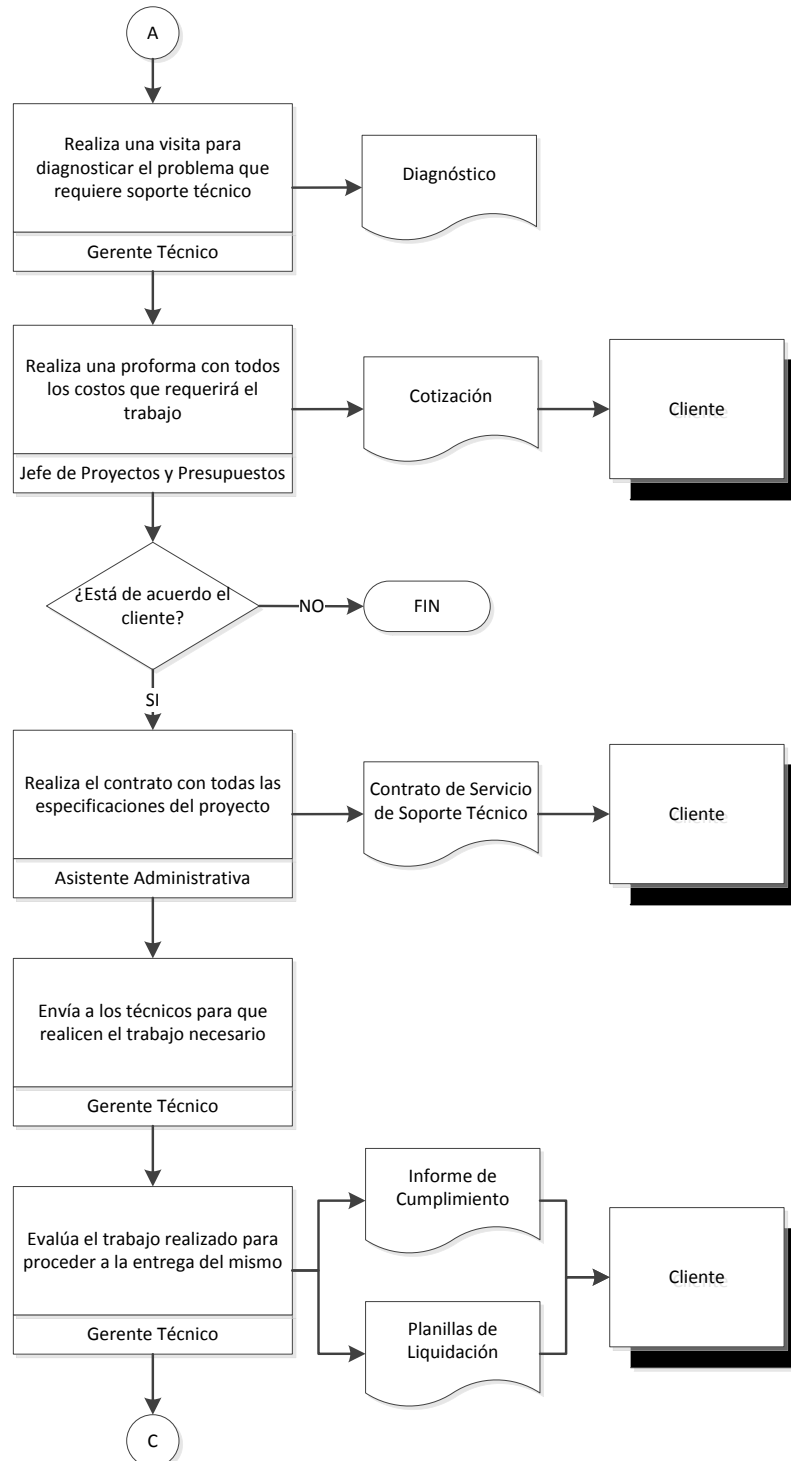 A
Realiza una visita para
diagnosticar el problema que
requiere soporte técnico
Gerente Técnico
Diagnóstico
Realiza una proforma con todos
los costos que requerirá el
trabajo
Jefe de Proyectos y Presupuestos
Cotización
Cliente
¿Está de acuerdo el
cliente?
NO
FIN
SI
Realiza el contrato con todas las
especificaciones del proyecto
Asistente Administrativa
Contrato de Servicio
de Soporte Técnico
Cliente
Envía a los técnicos para que
realicen el trabajo necesario
Gerente Técnico
Evalúa el trabajo realizado para
proceder a la entrega del mismo
Gerente Técnico
Informe de
Cumplimiento
Planillas de
Liquidación
Cliente
C